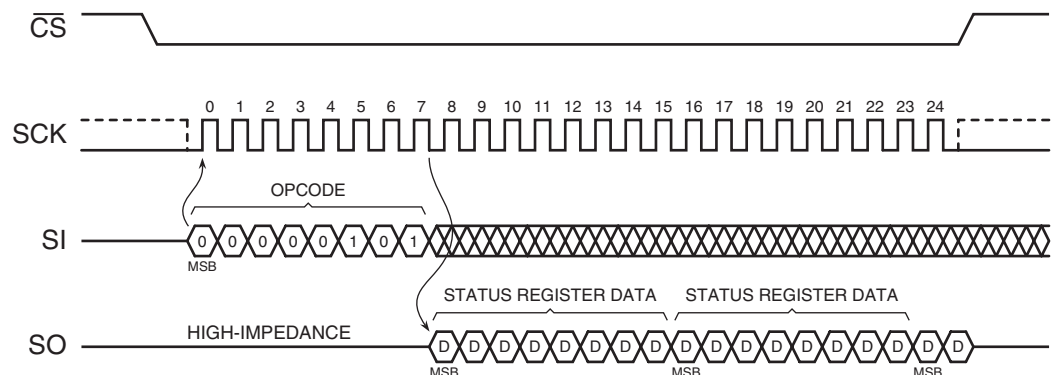 CS
0 1 2 3 4 5 6 7 8 9 10 11 12 13 14 15 16 17 18 19 20 21 22 23 24
SCK
OPCODE
SI 0 0 0 0 0 1 0 1
MSB
STATUS REGISTER DATA STATUS REGISTER DATA
HIGH-IMPEDANCE
SO D D D D D D D D D D D D D D D D D D
MSB MSB MSB